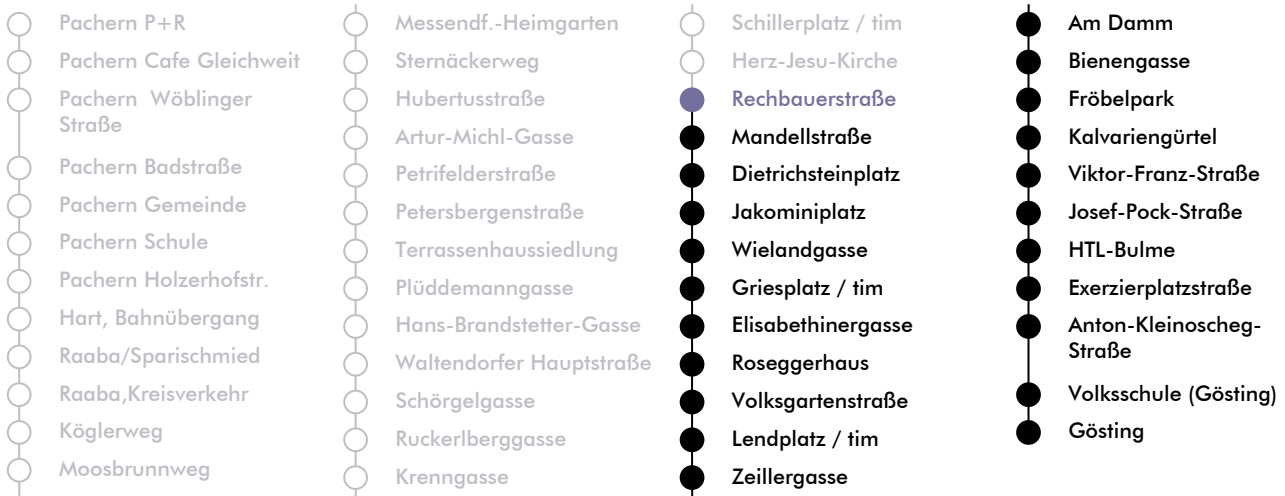 Pachern P+R
Pachern Cafe Gleichweit
Pachern Wöblinger
Straße
Pachern Badstraße
Pachern Gemeinde
Pachern Schule
Pachern Holzerhofstr.
Hart, Bahnübergang
Raaba/Sparischmied
Raaba,Kreisverkehr
Köglerweg
Moosbrunnweg
Messendf.-Heimgarten
Sternäckerweg
Hubertusstraße
Artur-Michl-Gasse
Petrifelderstraße
Petersbergenstraße
Terrassenhaussiedlung
Plüddemanngasse
Hans-Brandstetter-Gasse
Waltendorfer Hauptstraße
Schörgelgasse
Ruckerlberggasse
Krenngasse
Schillerplatz / tim
Herz-Jesu-Kirche
Rechbauerstraße
Mandellstraße
Dietrichsteinplatz
Jakominiplatz
Wielandgasse
Griesplatz / tim
Elisabethinergasse
Roseggerhaus
Volksgartenstraße
Lendplatz / tim
Zeillergasse
Am Damm
Bienengasse
Fröbelpark
Kalvariengürtel
Viktor-Franz-Straße
Josef-Pock-Straße
HTL-Bulme
Exerzierplatzstraße
Anton-Kleinoscheg-
Straße
Volksschule (Gösting)
Gösting